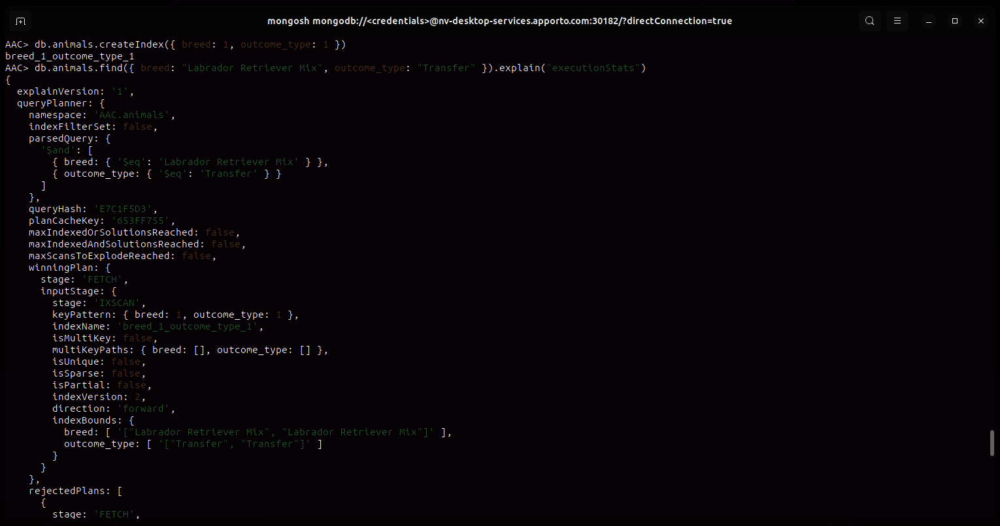 mongosh mongodb://<credentials>@nv-desktop-services.apporto.com:30182/?directConnection=true
AAC> db.animals.createIndex({ breed: 1, outcome_type: 1 })
breed_1_outcome_type_1
AAC> db.animals.find({ breed: "Labrador Retriever Mix", outcome_type: "Transfer" }).explain("executionStats")
{
  explainVersion: '1',
  queryPlanner: {
    namespace: 'AAC.animals',
    indexFilterSet: false,
    parsedQuery: {
      '$and': [
        { breed: { '$eq': 'Labrador Retriever Mix' } },
        { outcome_type: { '$eq': 'Transfer' } }
      ]
    },
    queryHash: 'E7C1F5D3',
    planCacheKey: '653FF755',
    maxIndexedOrSolutionsReached: false,
    maxIndexedAndSolutionsReached: false,
    maxScansToExplodeReached: false,
    winningPlan: {
      stage: 'FETCH',
      inputStage: {
        stage: 'IXSCAN',
        keyPattern: { breed: 1, outcome_type: 1 },
        indexName: 'breed_1_outcome_type_1',
        isMultiKey: false,
        multiKeyPaths: { breed: [], outcome_type: [] },
        isUnique: false,
        isSparse: false,
        isPartial: false,
        indexVersion: 2,
        direction: 'forward',
        indexBounds: {
          breed: [ '["Labrador Retriever Mix", "Labrador Retriever Mix"]' ],
          outcome_type: [ '["Transfer", "Transfer"]' ]
        }
      }
    },
    rejectedPlans: [
      {
        stage: 'FETCH',